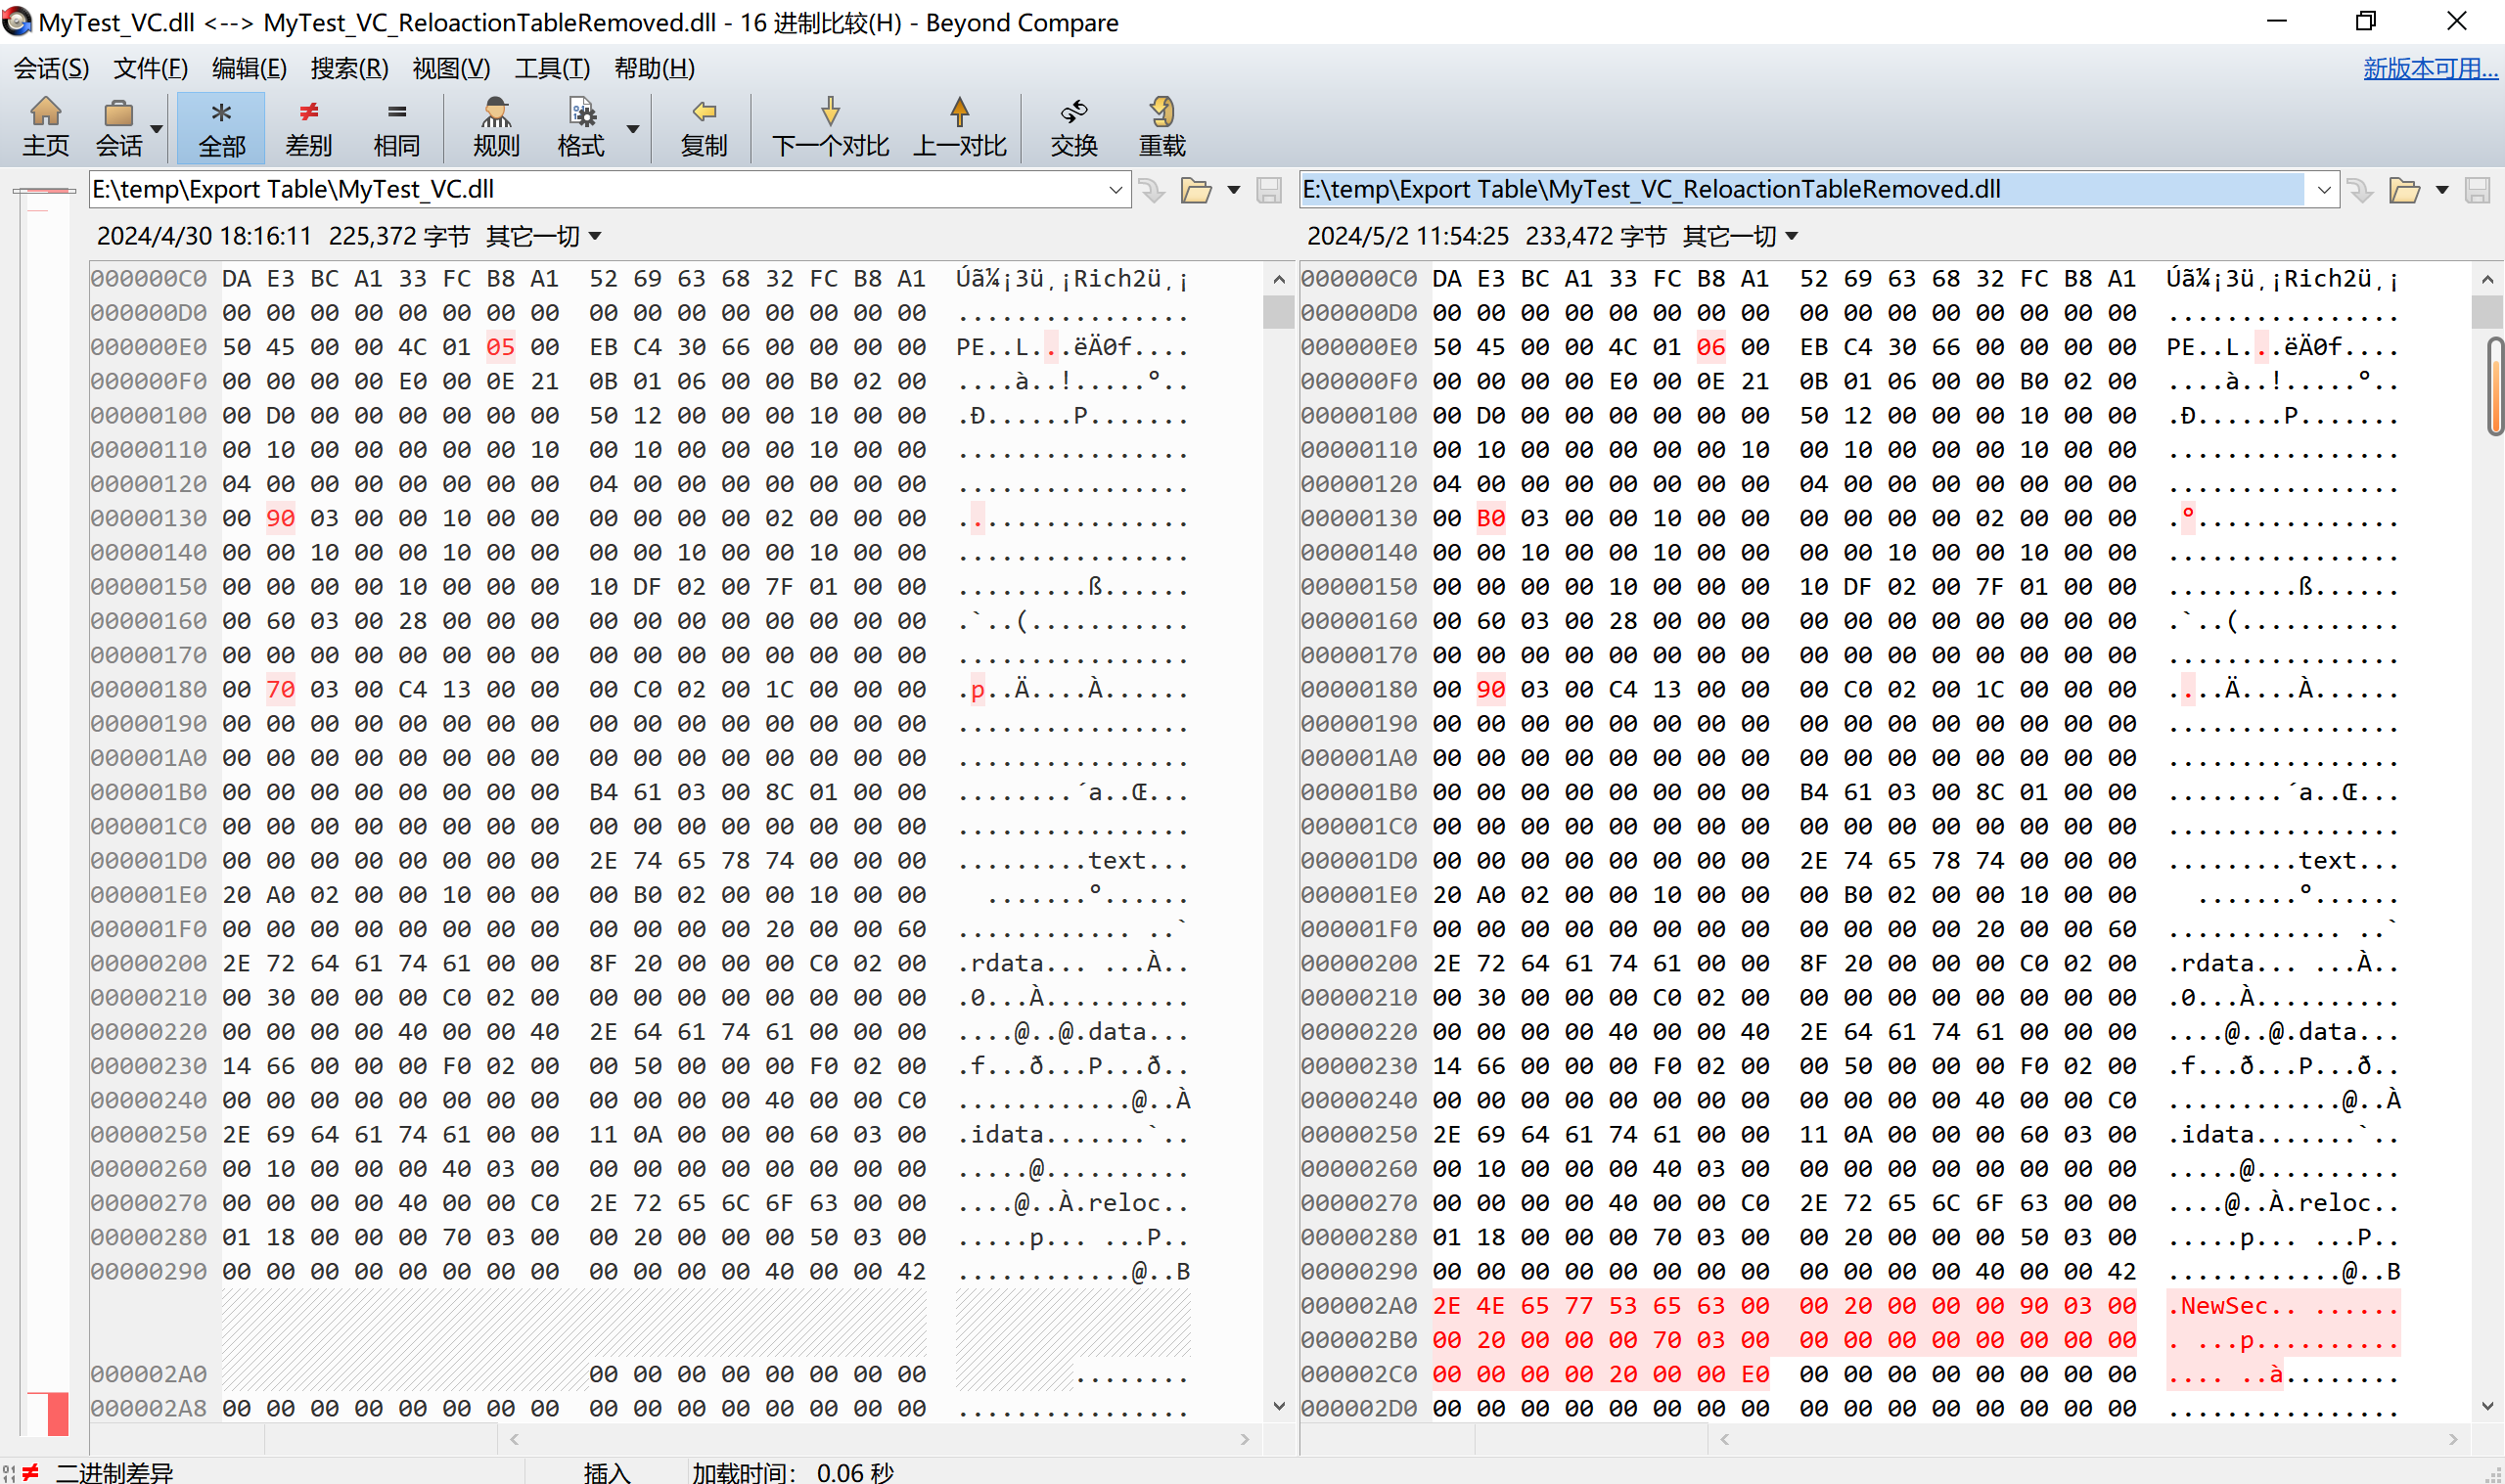 MyTest_VC.dll <--> MyTest_VC_ReloactionTableRemoved.dll - 16 进制比较(H) - Beyond Compare
会话(S) 文件(F) 编辑(E) 搜索(R) 视图(V) 工具(T) 帮助(H) 新版本可用...
主页 会话 全部 差别 相同 规则 格式 复制 下一个对比 上一对比 交换 重载
E:\temp\Export Table\MyTest_VC.dll
2024/4/30 18:16:11 225,372 字节 其它一切
000000C0 DA E3 BC A1 33 FC B8 A1 52 69 63 68 32 FC B8 A1 Úã¼¡3ü¸¡Rich2ü¸¡
000000D0 00 00 00 00 00 00 00 00 00 00 00 00 00 00 00 00 ................
000000E0 50 45 00 00 4C 01 05 00 EB C4 30 66 00 00 00 00 PE..L...ëÄ0f....
000000F0 00 00 00 00 E0 00 0E 21 0B 01 06 00 00 B0 02 00 ....à..!.....°..
00000100 00 D0 00 00 00 00 00 00 50 12 00 00 00 10 00 00 .Ð......P.......
00000110 00 10 00 00 00 00 00 10 00 10 00 00 00 10 00 00 ................
00000120 04 00 00 00 00 00 00 00 04 00 00 00 00 00 00 00 ................
00000130 00 90 03 00 00 10 00 00 00 00 00 00 02 00 00 00 ................
00000140 00 00 10 00 00 10 00 00 00 00 10 00 00 10 00 00 ................
00000150 00 00 00 00 10 00 00 00 10 DF 02 00 7F 01 00 00 .........ß......
00000160 00 60 03 00 28 00 00 00 00 00 00 00 00 00 00 00 .`..(...........
00000170 00 00 00 00 00 00 00 00 00 00 00 00 00 00 00 00 ................
00000180 00 70 03 00 C4 13 00 00 00 C0 02 00 1C 00 00 00 .p..Ä....À......
00000190 00 00 00 00 00 00 00 00 00 00 00 00 00 00 00 00 ................
000001A0 00 00 00 00 00 00 00 00 00 00 00 00 00 00 00 00 ................
000001B0 00 00 00 00 00 00 00 00 B4 61 03 00 8C 01 00 00 ........´a..Œ...
000001C0 00 00 00 00 00 00 00 00 00 00 00 00 00 00 00 00 ................
000001D0 00 00 00 00 00 00 00 00 2E 74 65 78 74 00 00 00 .........text...
000001E0 20 A0 02 00 00 10 00 00 00 B0 02 00 00 10 00 00  .......°......
000001F0 00 00 00 00 00 00 00 00 00 00 00 00 20 00 00 60 ............ ..`
00000200 2E 72 64 61 74 61 00 00 8F 20 00 00 00 C0 02 00 .rdata... ...À..
00000210 00 30 00 00 00 C0 02 00 00 00 00 00 00 00 00 00 .0...À..........
00000220 00 00 00 00 40 00 00 40 2E 64 61 74 61 00 00 00 ....@..@.data...
00000230 14 66 00 00 00 F0 02 00 00 50 00 00 00 F0 02 00 .f...ð...P...ð..
00000240 00 00 00 00 00 00 00 00 00 00 00 00 40 00 00 C0 ............@..À
00000250 2E 69 64 61 74 61 00 00 11 0A 00 00 00 60 03 00 .idata.......`..
00000260 00 10 00 00 00 40 03 00 00 00 00 00 00 00 00 00 .....@..........
00000270 00 00 00 00 40 00 00 C0 2E 72 65 6C 6F 63 00 00 ....@..À.reloc..
00000280 01 18 00 00 00 70 03 00 00 20 00 00 00 50 03 00 .....p... ...P..
00000290 00 00 00 00 00 00 00 00 00 00 00 00 40 00 00 42 ............@..B
000002A0 00 00 00 00 00 00 00 00 ........
000002A8 00 00 00 00 00 00 00 00 00 00 00 00 00 00 00 00 ................
E:\temp\Export Table\MyTest_VC_ReloactionTableRemoved.dll
2024/5/2 11:54:25 233,472 字节 其它一切
000000C0 DA E3 BC A1 33 FC B8 A1 52 69 63 68 32 FC B8 A1 Úã¼¡3ü¸¡Rich2ü¸¡
000000D0 00 00 00 00 00 00 00 00 00 00 00 00 00 00 00 00 ................
000000E0 50 45 00 00 4C 01 06 00 EB C4 30 66 00 00 00 00 PE..L...ëÄ0f....
000000F0 00 00 00 00 E0 00 0E 21 0B 01 06 00 00 B0 02 00 ....à..!.....°..
00000100 00 D0 00 00 00 00 00 00 50 12 00 00 00 10 00 00 .Ð......P.......
00000110 00 10 00 00 00 00 00 10 00 10 00 00 00 10 00 00 ................
00000120 04 00 00 00 00 00 00 00 04 00 00 00 00 00 00 00 ................
00000130 00 B0 03 00 00 10 00 00 00 00 00 00 02 00 00 00 .°..............
00000140 00 00 10 00 00 10 00 00 00 00 10 00 00 10 00 00 ................
00000150 00 00 00 00 10 00 00 00 10 DF 02 00 7F 01 00 00 .........ß......
00000160 00 60 03 00 28 00 00 00 00 00 00 00 00 00 00 00 .`..(...........
00000170 00 00 00 00 00 00 00 00 00 00 00 00 00 00 00 00 ................
00000180 00 90 03 00 C4 13 00 00 00 C0 02 00 1C 00 00 00 ....Ä....À......
00000190 00 00 00 00 00 00 00 00 00 00 00 00 00 00 00 00 ................
000001A0 00 00 00 00 00 00 00 00 00 00 00 00 00 00 00 00 ................
000001B0 00 00 00 00 00 00 00 00 B4 61 03 00 8C 01 00 00 ........´a..Œ...
000001C0 00 00 00 00 00 00 00 00 00 00 00 00 00 00 00 00 ................
000001D0 00 00 00 00 00 00 00 00 2E 74 65 78 74 00 00 00 .........text...
000001E0 20 A0 02 00 00 10 00 00 00 B0 02 00 00 10 00 00  .......°......
000001F0 00 00 00 00 00 00 00 00 00 00 00 00 20 00 00 60 ............ ..`
00000200 2E 72 64 61 74 61 00 00 8F 20 00 00 00 C0 02 00 .rdata... ...À..
00000210 00 30 00 00 00 C0 02 00 00 00 00 00 00 00 00 00 .0...À..........
00000220 00 00 00 00 40 00 00 40 2E 64 61 74 61 00 00 00 ....@..@.data...
00000230 14 66 00 00 00 F0 02 00 00 50 00 00 00 F0 02 00 .f...ð...P...ð..
00000240 00 00 00 00 00 00 00 00 00 00 00 00 40 00 00 C0 ............@..À
00000250 2E 69 64 61 74 61 00 00 11 0A 00 00 00 60 03 00 .idata.......`..
00000260 00 10 00 00 00 40 03 00 00 00 00 00 00 00 00 00 .....@..........
00000270 00 00 00 00 40 00 00 C0 2E 72 65 6C 6F 63 00 00 ....@..À.reloc..
00000280 01 18 00 00 00 70 03 00 00 20 00 00 00 50 03 00 .....p... ...P..
00000290 00 00 00 00 00 00 00 00 00 00 00 00 40 00 00 42 ............@..B
000002A0 2E 4E 65 77 53 65 63 00 00 20 00 00 00 90 03 00 .NewSec.. ......
000002B0 00 20 00 00 00 70 03 00 00 00 00 00 00 00 00 00 . ...p..........
000002C0 00 00 00 00 20 00 00 E0 00 00 00 00 00 00 00 00 .... ..à........
000002D0 00 00 00 00 00 00 00 00 00 00 00 00 00 00 00 00 ................
二进制差异 插入 加载时间: 0.06 秒